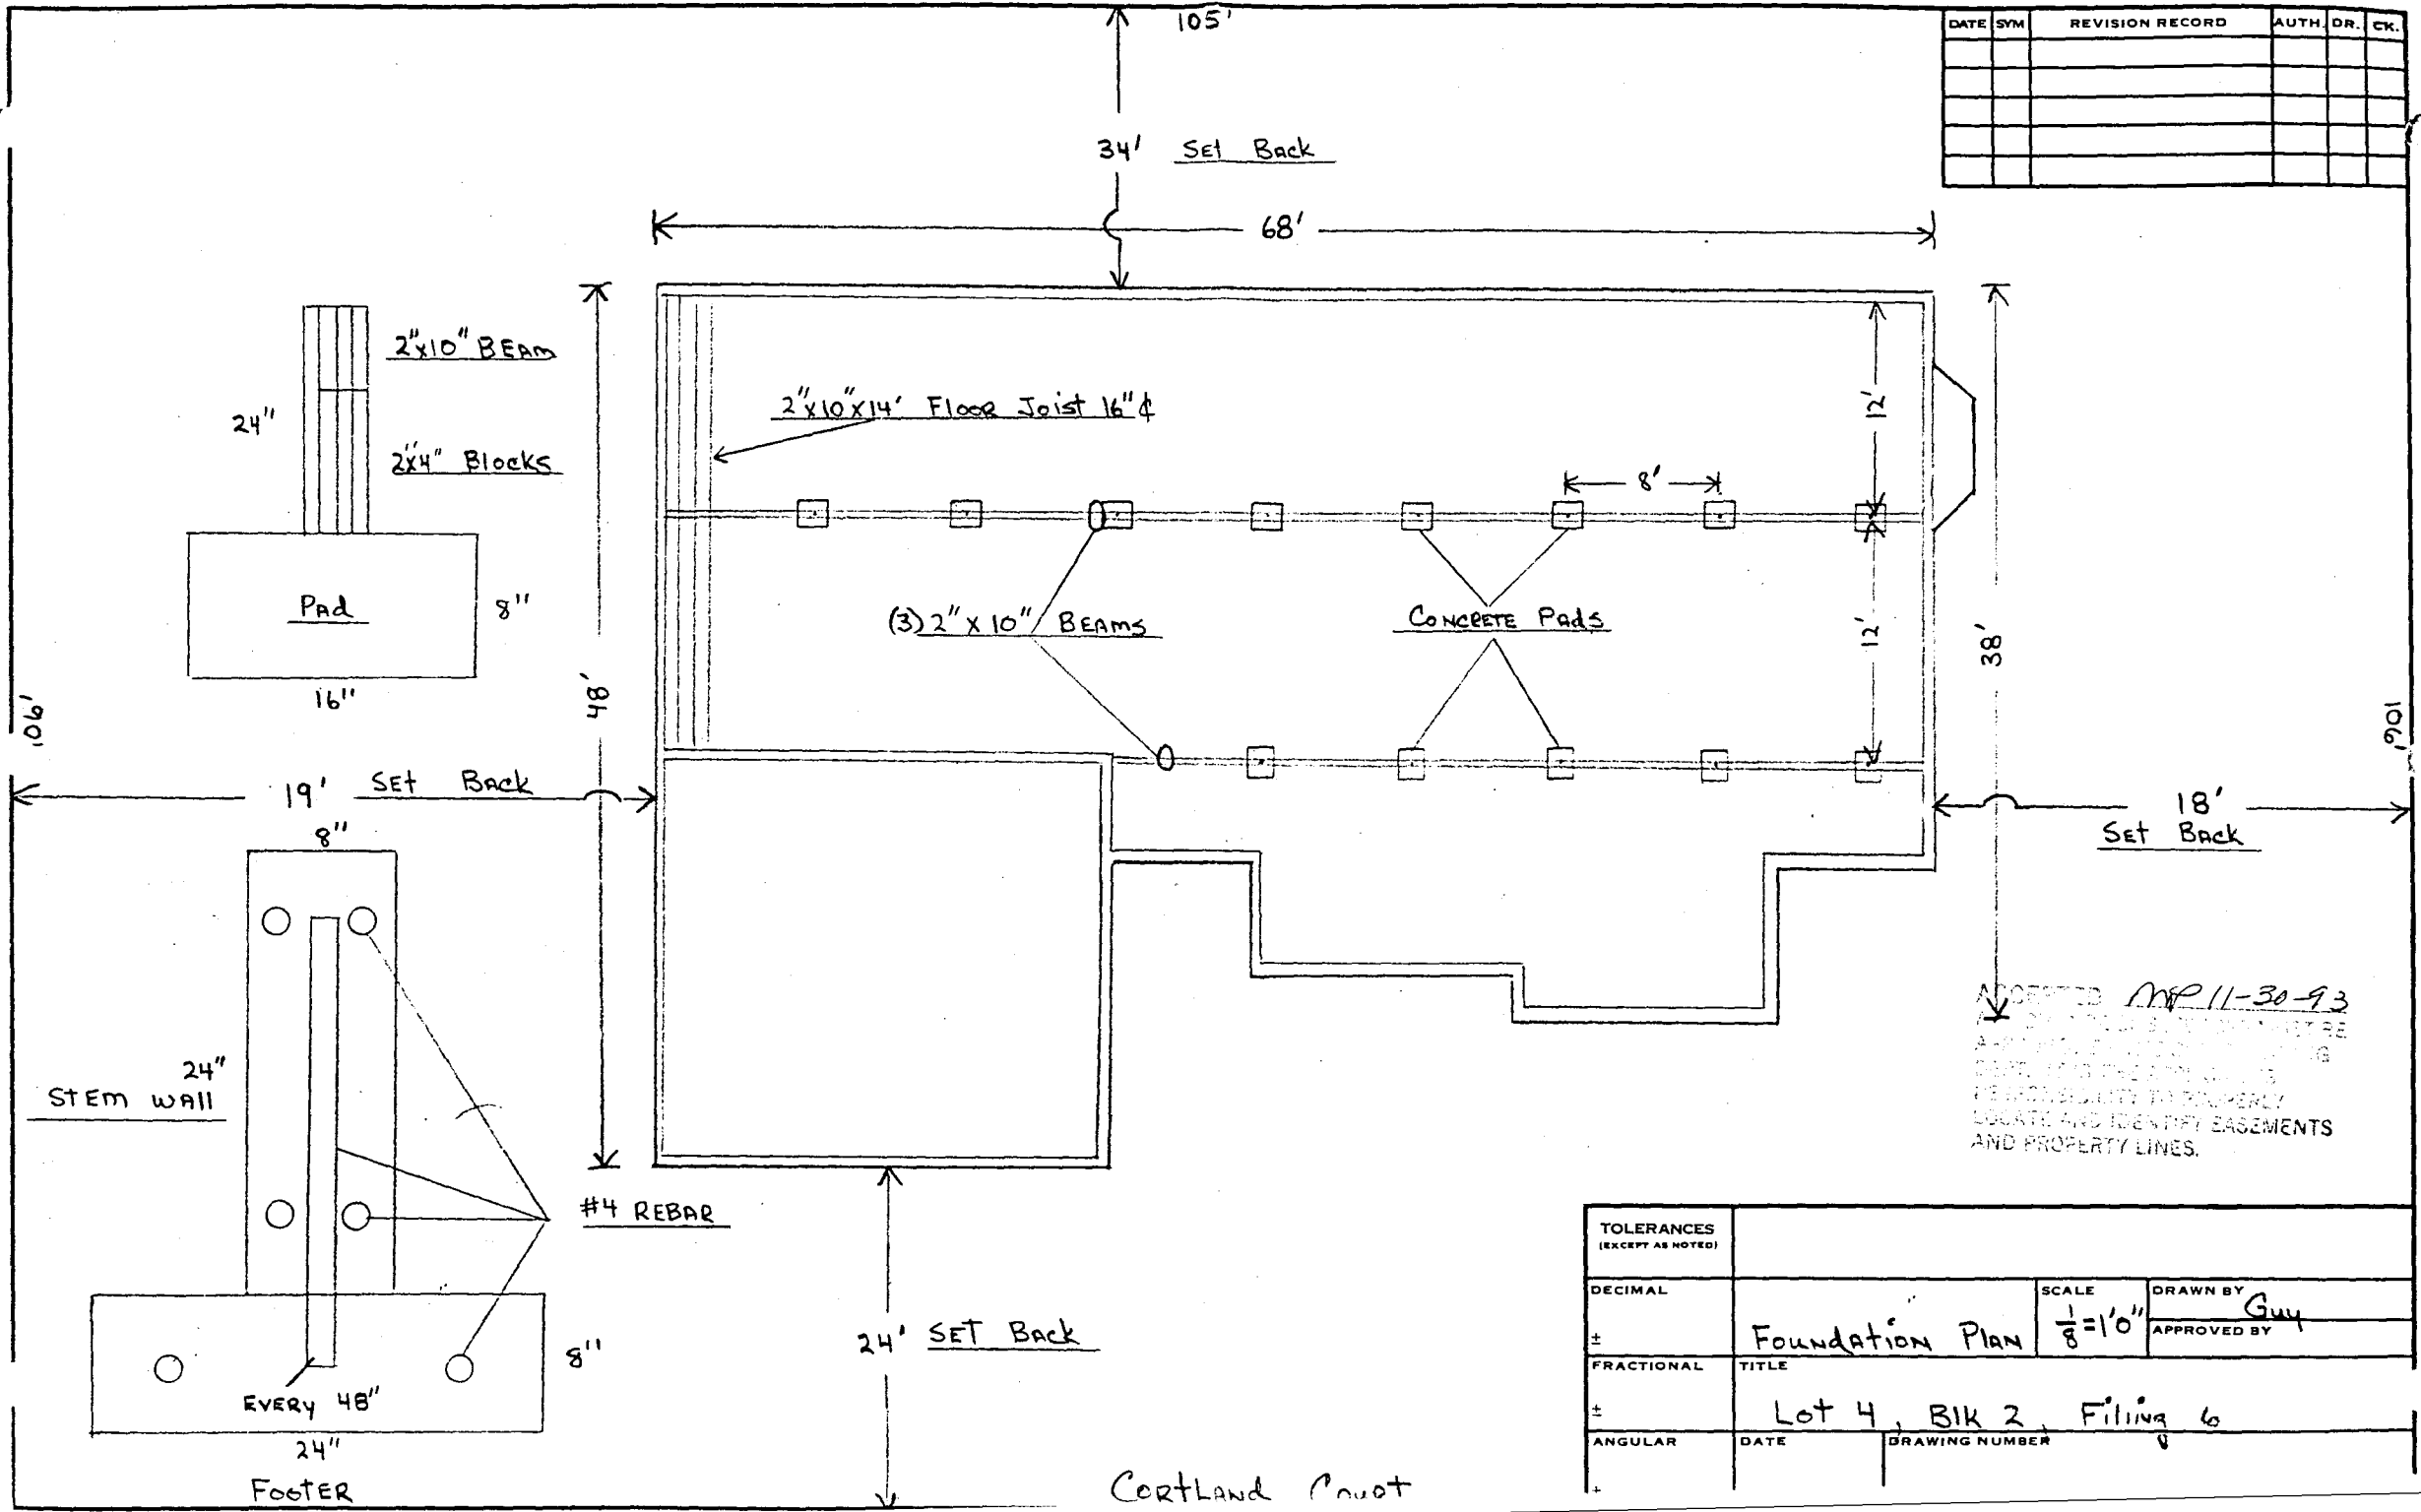 105'
DATE SYM REVISION RECORD AUTH. DR. CK.
34' Set Back
68'
2"x10" BEAM
24"
2"x4" Blocks
Pad
8"
16"
2"x10"x14' Floor Joist 16" ¢
12'
8'
(3) 2" x 10" BEAMS
CONCRETE PAdS
12'
38'
48'
106'
106'
19' SEt Back
18'
SEt Back
8"
24"
STEM WAll
#4 REBAR
8"
EVERY 48"
24"
FOOTER
24' SET Back
CORTLAND
ACCEPTED MP 11-30-93
RESPONSIBILITY TO PROPERLY
LOCATE AND IDENTIFY EASEMENTS
AND PROPERTY LINES.
TOLERANCES
(EXCEPT AS NOTED)
DECIMAL
±
Foundation Plan
SCALE
1/8=1'0"
DRAWN BY Guy
APPROVED BY
FRACTIONAL
±
TITLE
Lot 4, Blk 2, Filing 6
ANGULAR
±
DATE
DRAWING NUMBER